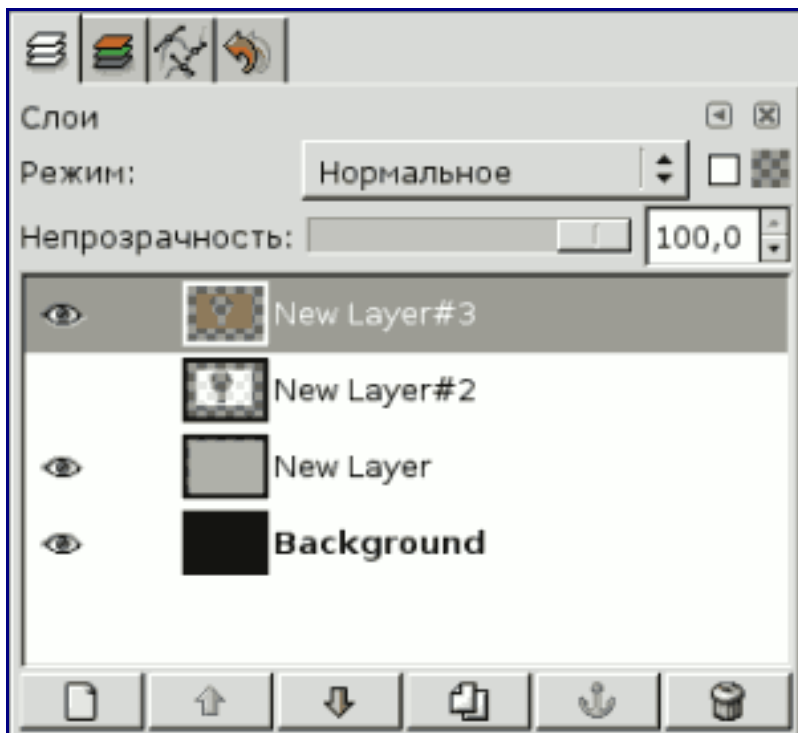 Слои
Режим: Нормальное
Непрозрачность: 100,0
New Layer#3
New Layer#2
New Layer
Background